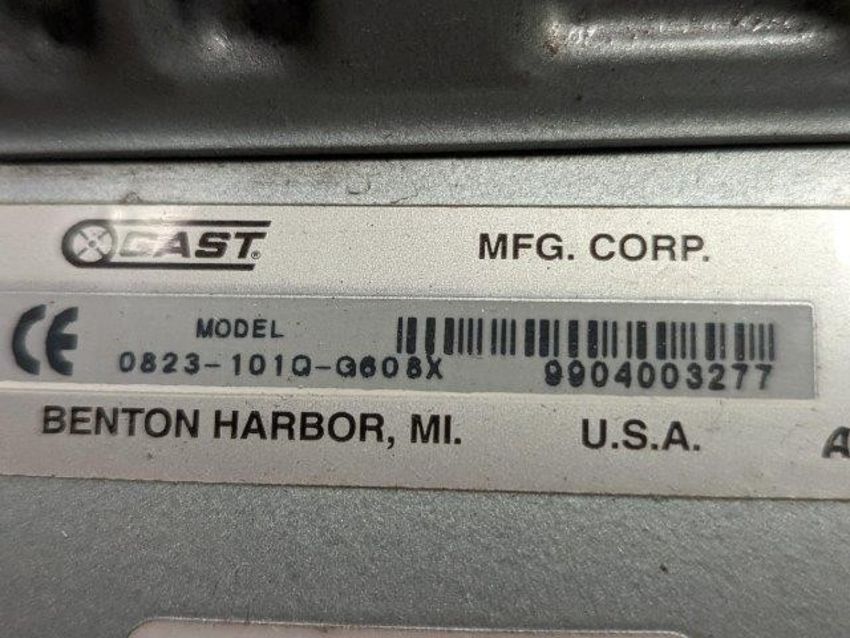 GAST®
MFG. CORP.
CE
MODEL
0823-101Q-G608X
9904003277
BENTON HARBOR, MI.
U.S.A.